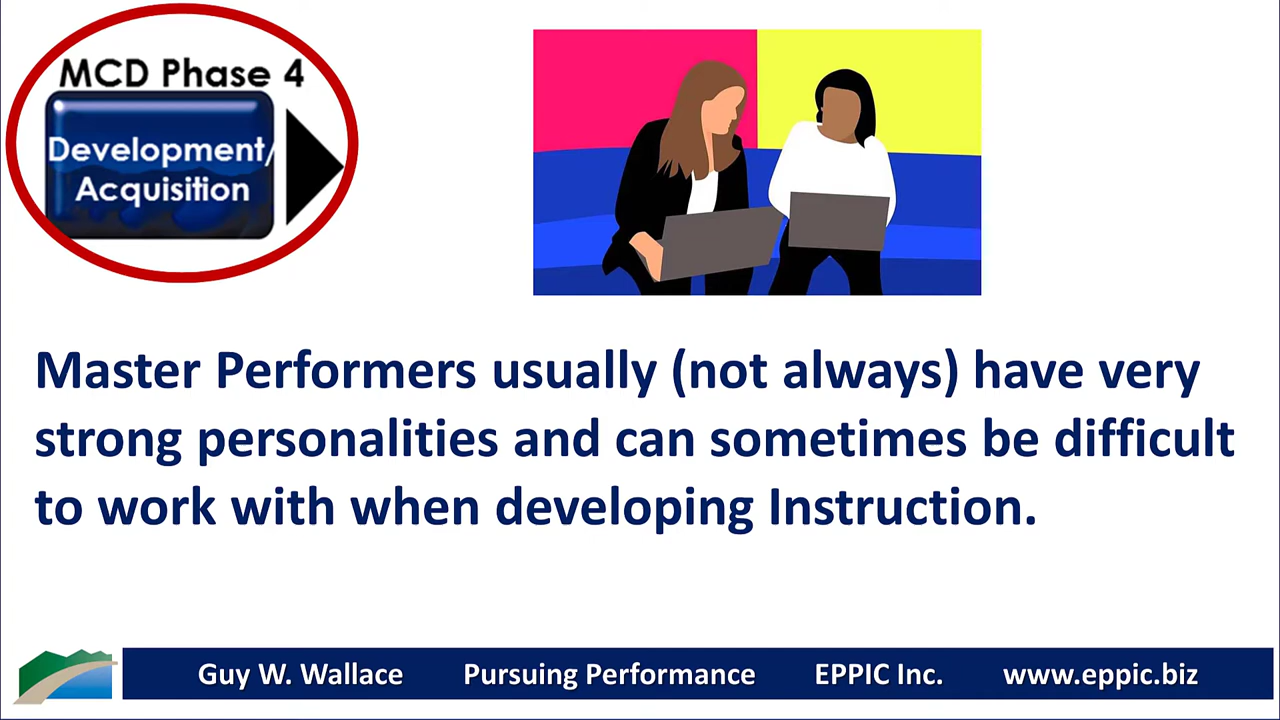 MCD Phase 4
Development/
Acquisition
Master Performers usually (not always) have very
strong personalities and can sometimes be difficult
to work with when developing Instruction.
Guy W. Wallace Pursuing Performance EPPIC Inc. www.eppic.biz